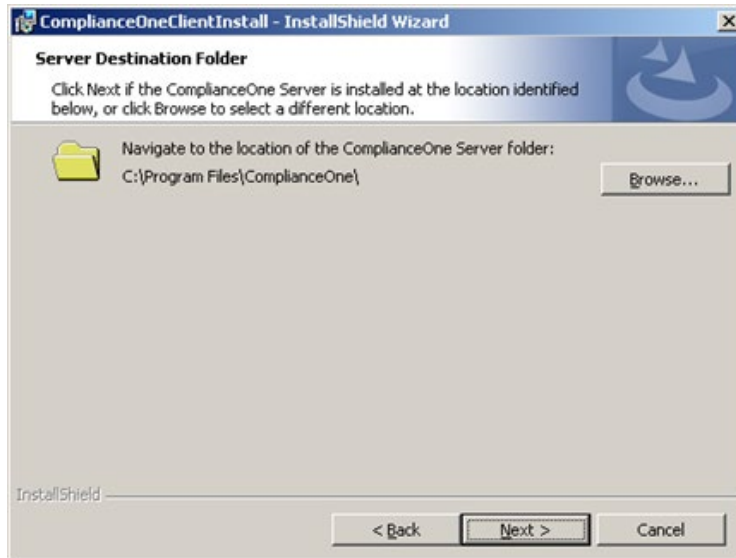 ComplianceOneClientInstall - InstallShield Wizard
Server Destination Folder
Click Next if the ComplianceOne Server is installed at the location identified
below, or click Browse to select a different location.
Navigate to the location of the ComplianceOne Server folder:
C:\Program Files\ComplianceOne\
Browse...
InstallShield
< Back
Next >
Cancel